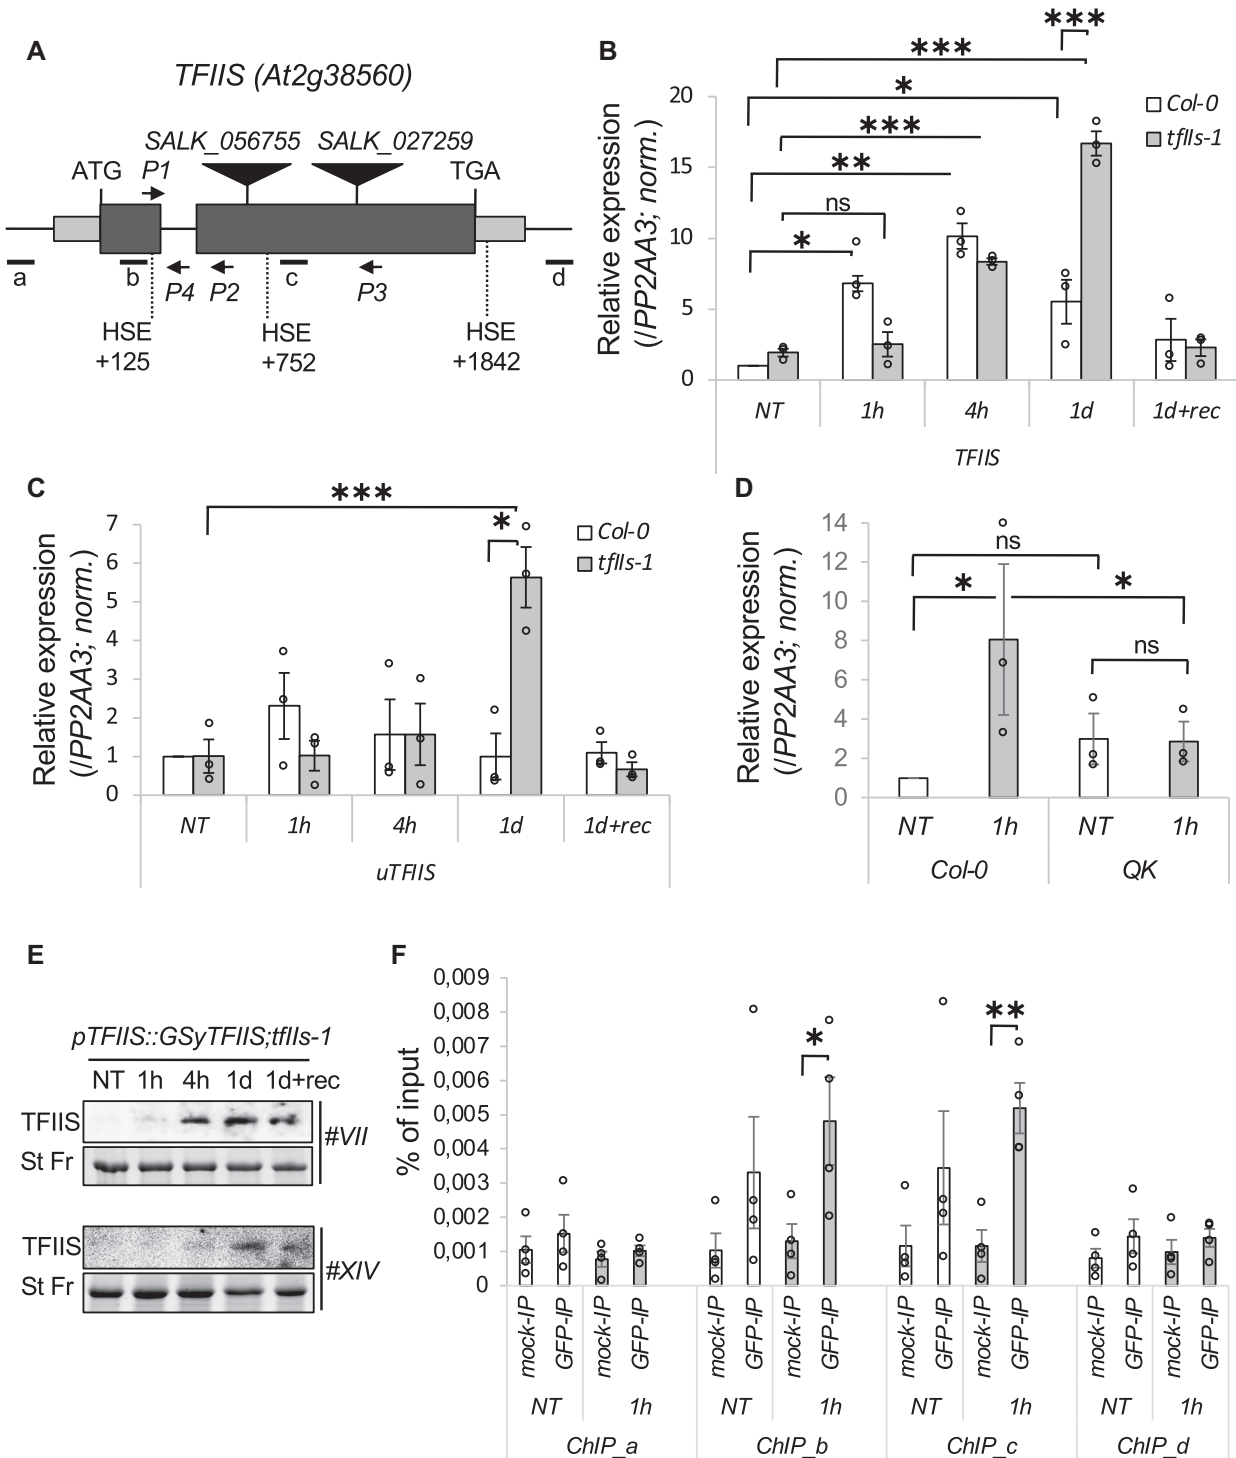 A
TFIIS (At2g38560)
SALK_056755 SALK_027259
ATG P1 TGA
a b c d
P4 P2 P3
HSE HSE HSE
+125 +752 +1842
B
Relative expression
(/PP2AA3; norm.)
20
15
10
5
0
***
***
*
***
**
ns
*
Col-0
tfIIs-1
NT 1h 4h 1d 1d+rec
TFIIS
C
Relative expression
(/PP2AA3; norm.)
7
6
5
4
3
2
1
0
***
*
Col-0
tfIIs-1
NT 1h 4h 1d 1d+rec
uTFIIS
D
Relative expression
(/PP2AA3; norm.)
14
12
10
8
6
4
2
0
ns
* *
ns
NT 1h NT 1h
Col-0 QK
E
pTFIIS::GSyTFIIS;tfIIs-1
NT 1h 4h 1d 1d+rec
TFIIS
St Fr
#VII
TFIIS
St Fr
#XIV
F
% of input
0,009
0,008
0,007
0,006
0,005
0,004
0,003
0,002
0,001
0
*
**
mock-IP GFP-IP mock-IP GFP-IP mock-IP GFP-IP mock-IP GFP-IP mock-IP GFP-IP mock-IP GFP-IP mock-IP GFP-IP mock-IP GFP-IP
NT 1h NT 1h NT 1h NT 1h
ChIP_a ChIP_b ChIP_c ChIP_d